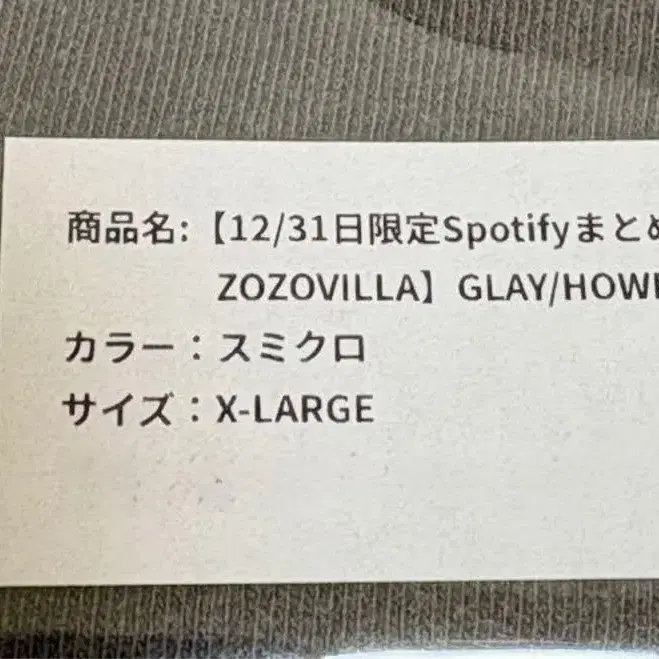 商品名:【12/31日限定Spotifyまと
ZOZOVILLA】GLAY/HOW
カラー：スミクロ
サイズ：X-LARGE